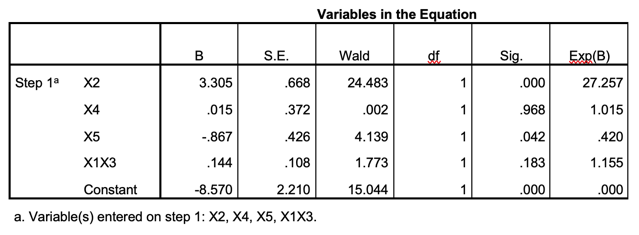 Variables in the Equation
B S.E. Wald df Sig. Exp(B)
Step 1a X2 3.305 .668 24.483 1 .000 27.257
X4 .015 .372 .002 1 .968 1.015
X5 -.867 .426 4.139 1 .042 .420
X1X3 .144 .108 1.773 1 .183 1.155
Constant -8.570 2.210 15.044 1 .000 .000
a. Variable(s) entered on step 1: X2, X4, X5, X1X3.